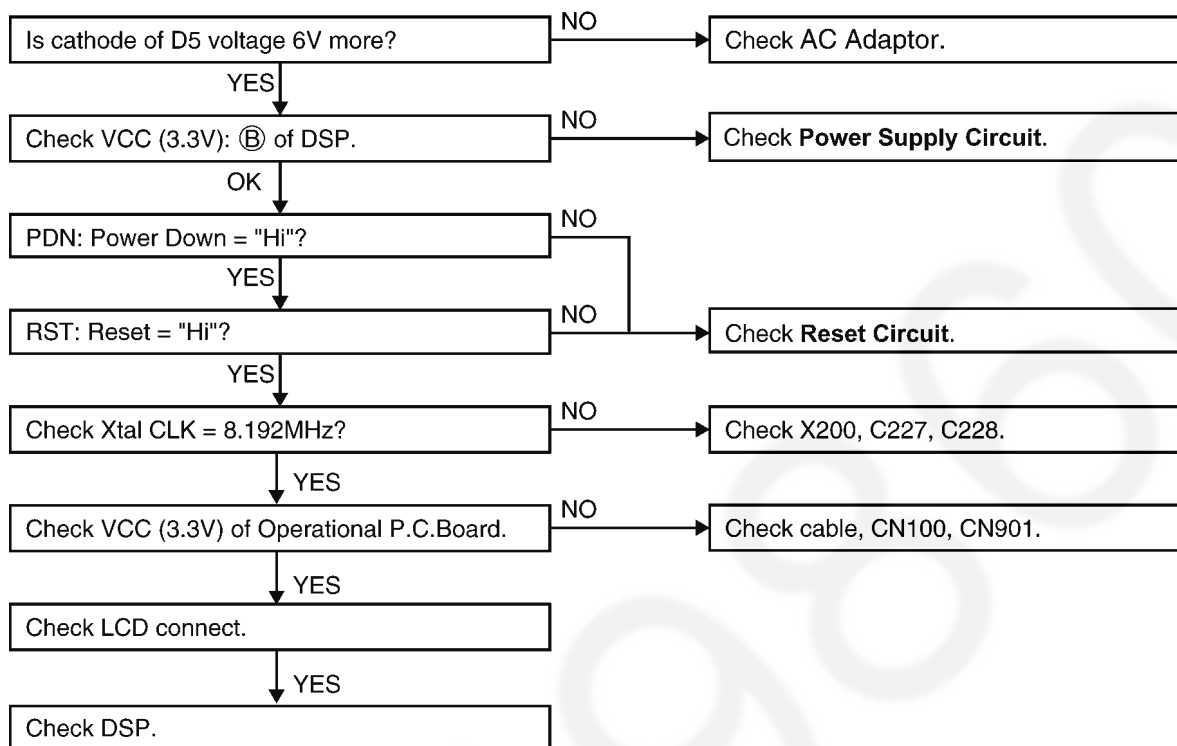 Is cathode of D5 voltage 6V more?
NO
Check AC Adaptor.
YES
Check VCC (3.3V): Ⓑ of DSP.
NO
Check Power Supply Circuit.
OK
PDN: Power Down = "Hi"?
NO
YES
RST: Reset = "Hi"?
NO
Check Reset Circuit.
YES
Check Xtal CLK = 8.192MHz?
NO
Check X200, C227, C228.
YES
Check VCC (3.3V) of Operational P.C.Board.
NO
Check cable, CN100, CN901.
YES
Check LCD connect.
YES
Check DSP.